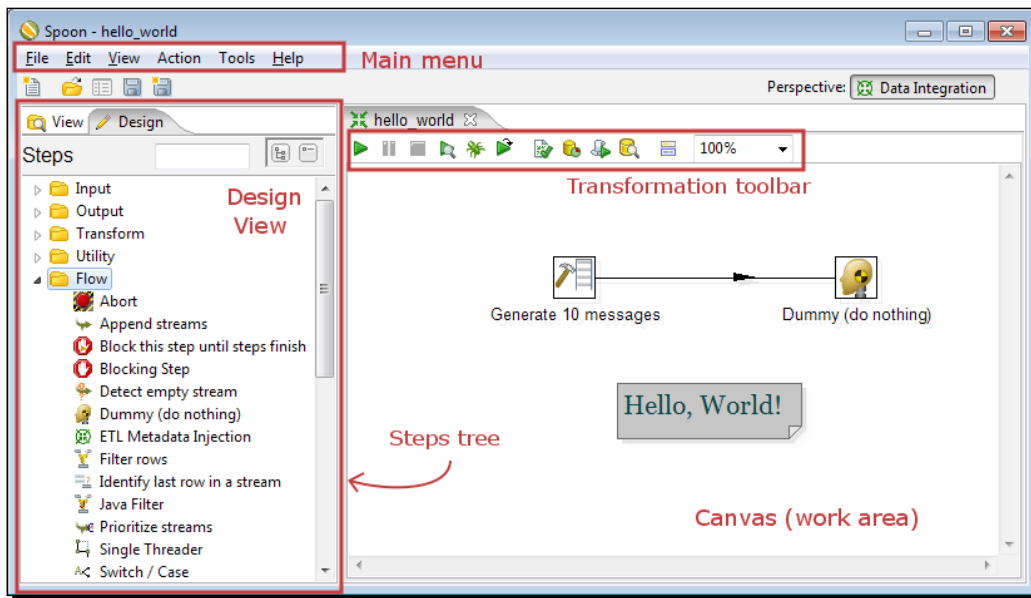 Spoon - hello_world
File Edit View Action Tools Help
Main menu
Perspective: Data Integration
View Design
hello_world
Steps
100%
Transformation toolbar
Design
View
Input
Output
Transform
Utility
Flow
Abort
Append streams
Block this step until steps finish
Blocking Step
Detect empty stream
Dummy (do nothing)
ETL Metadata Injection
Filter rows
Identify last row in a stream
Java Filter
Prioritize streams
Single Threader
Switch / Case
Steps tree
Generate 10 messages
Dummy (do nothing)
Hello, World!
Canvas (work area)